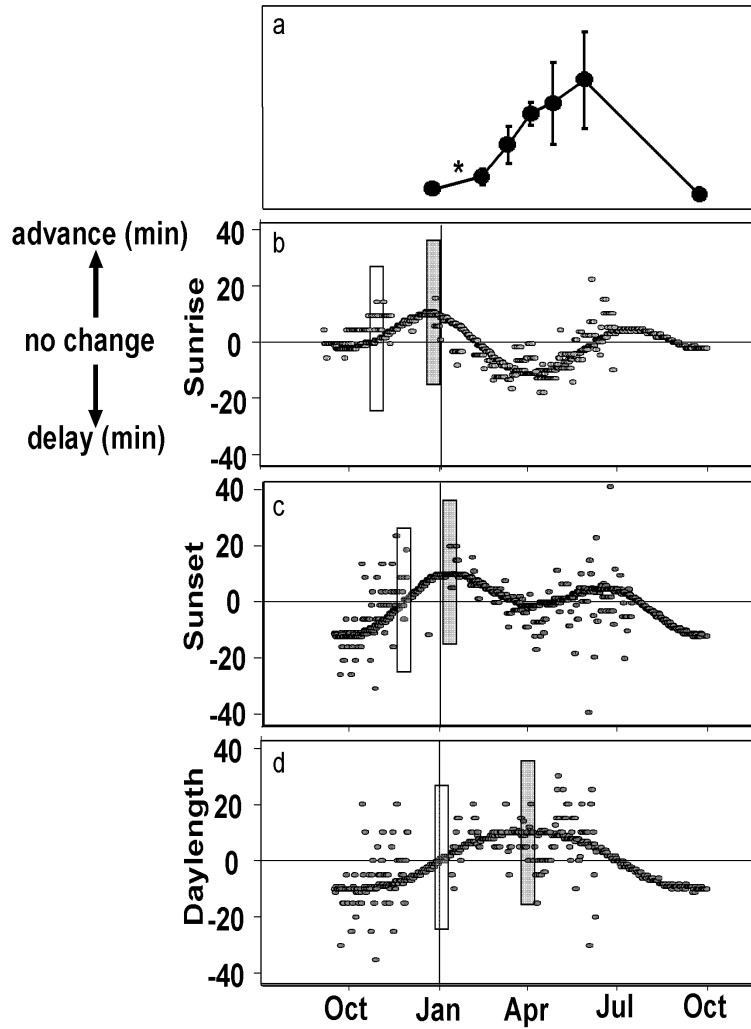 a
*
advance (min)
no change
delay (min)
b
Sunrise
40
20
0
-20
-40
c
Sunset
40
20
0
-20
-40
d
Daylength
40
20
0
-20
-40
Oct Jan Apr Jul Oct